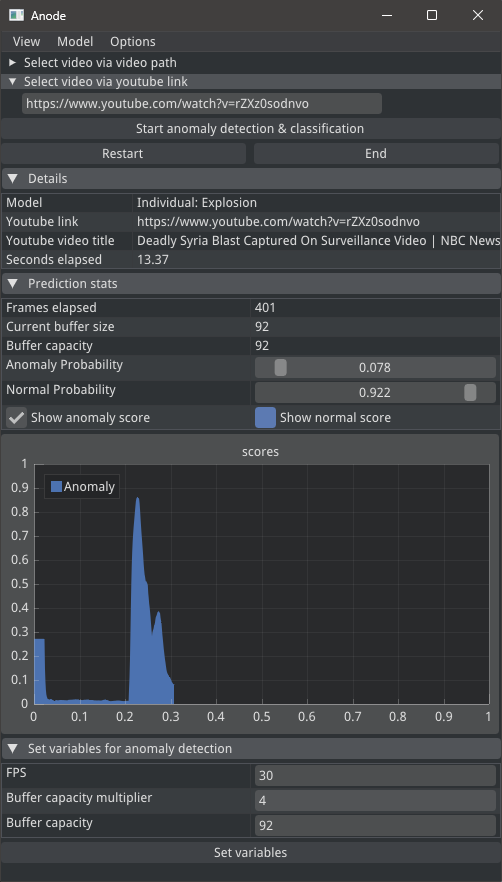 Anode
View Model Options
Select video via video path
Select video via youtube link
https://www.youtube.com/watch?v=rZXz0sodnvo
Start anomaly detection & classification
Restart End
Details
Model Individual: Explosion
Youtube link https://www.youtube.com/watch?v=rZXz0sodnvo
Youtube video title Deadly Syria Blast Captured On Surveillance Video | NBC News
Seconds elapsed 13.37
Prediction stats
Frames elapsed 401
Current buffer size 92
Buffer capacity 92
Anomaly Probability 0.078
Normal Probability 0.922
Show anomaly score Show normal score
scores
1
0.9
0.8
0.7
0.6
0.5
0.4
0.3
0.2
0.1
0
Anomaly
0 0.1 0.2 0.3 0.4 0.5 0.6 0.7 0.8 0.9 1
Set variables for anomaly detection
FPS 30
Buffer capacity multiplier 4
Buffer capacity 92
Set variables